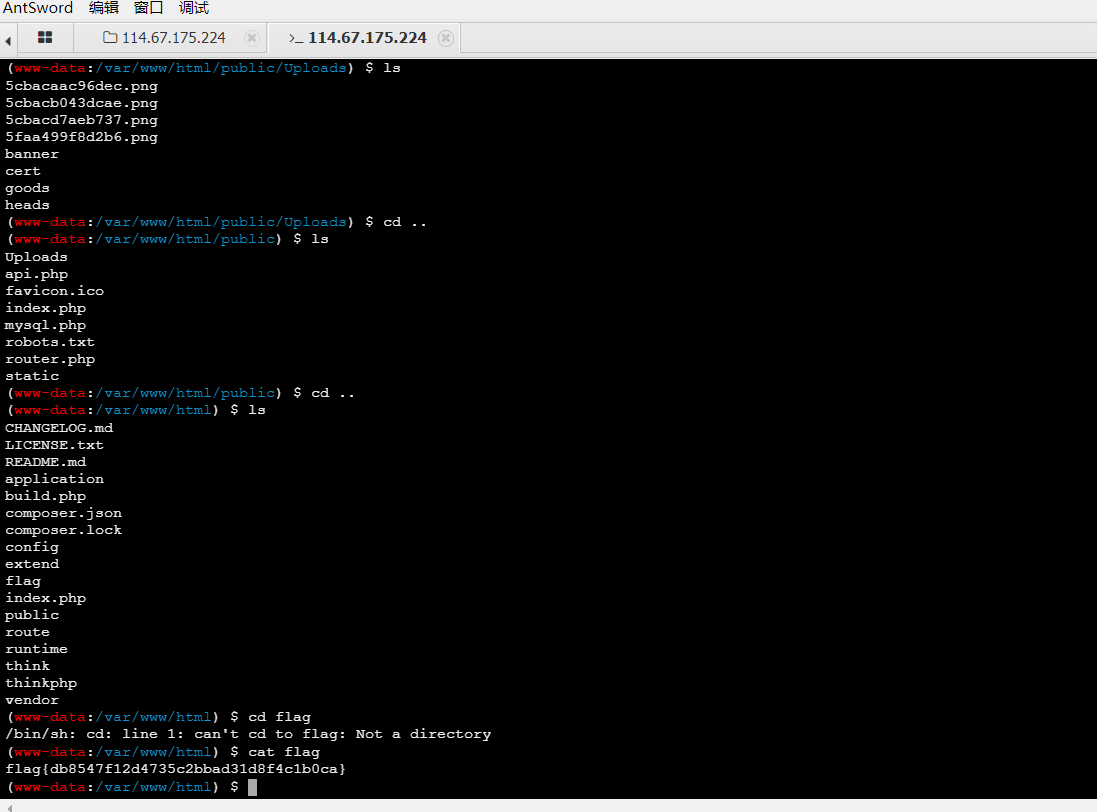 AntSword 编辑 窗口 调试
114.67.175.224 >_ 114.67.175.224
(www-data:/var/www/html/public/Uploads) $ ls
5cbacaac96dec.png
5cbacb043dcae.png
5cbacd7aeb737.png
5faa499f8d2b6.png
banner
cert
goods
heads
(www-data:/var/www/html/public/Uploads) $ cd ..
(www-data:/var/www/html/public) $ ls
Uploads
api.php
favicon.ico
index.php
mysql.php
robots.txt
router.php
static
(www-data:/var/www/html/public) $ cd ..
(www-data:/var/www/html) $ ls
CHANGELOG.md
LICENSE.txt
README.md
application
build.php
composer.json
composer.lock
config
extend
flag
index.php
public
route
runtime
think
thinkphp
vendor
(www-data:/var/www/html) $ cd flag
/bin/sh: cd: line 1: can't cd to flag: Not a directory
(www-data:/var/www/html) $ cat flag
flag{db8547f12d4735c2bbad31d8f4c1b0ca}
(www-data:/var/www/html) $